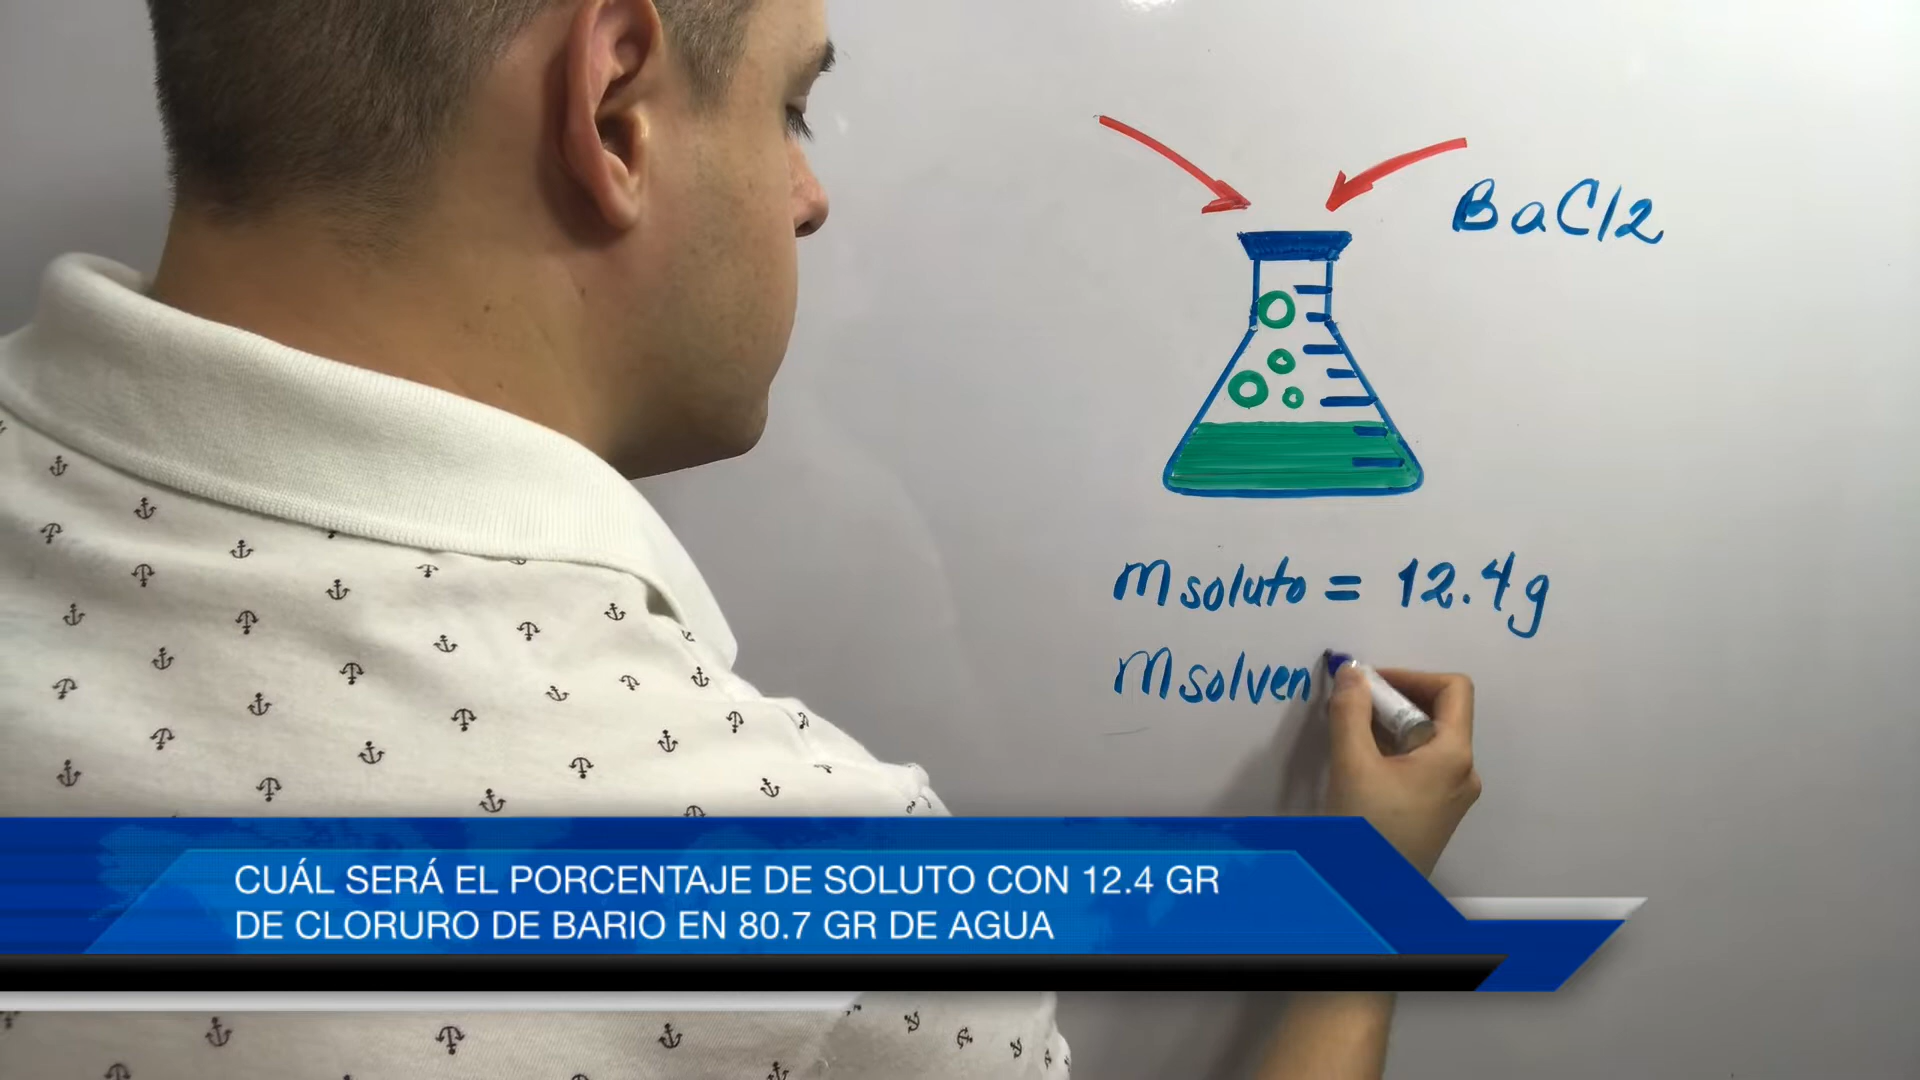 BaCl2
m soluto = 12.4 g
m solven
CUÁL SERÁ EL PORCENTAJE DE SOLUTO CON 12.4 GR
DE CLORURO DE BARIO EN 80.7 GR DE AGUA